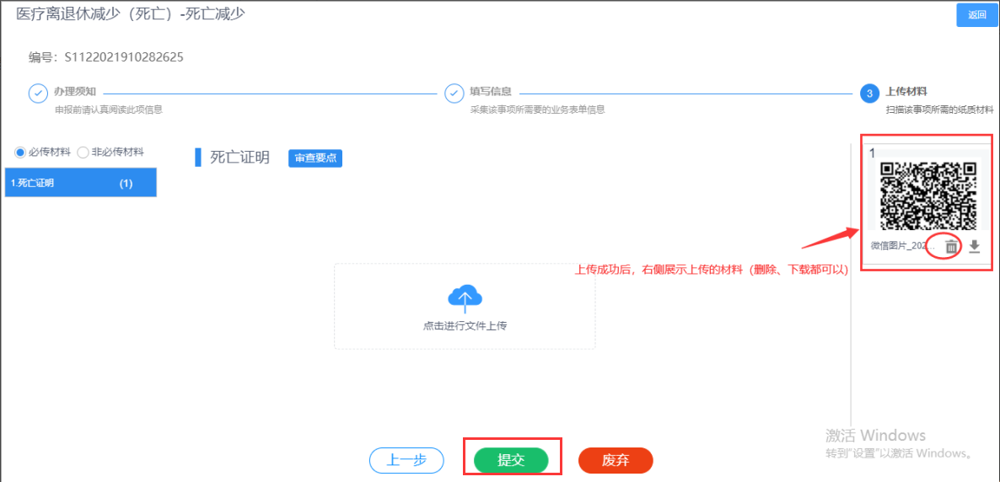 医疗离退休减少（死亡）-死亡减少
返回
编号：S1122021910282625
办理须知
申报前请认真阅读此项信息
填写信息
采集该事项所需要的业务表单信息
3
上传材料
扫描该事项所需的纸质材料
必传材料 非必传材料
1.死亡证明 (1)
死亡证明 审查要点
1
微信图片_202...
上传成功后，右侧展示上传的材料（删除、下载都可以）
点击进行文件上传
上一步 提交 废弃
激活 Windows
转到"设置"以激活 Windows。